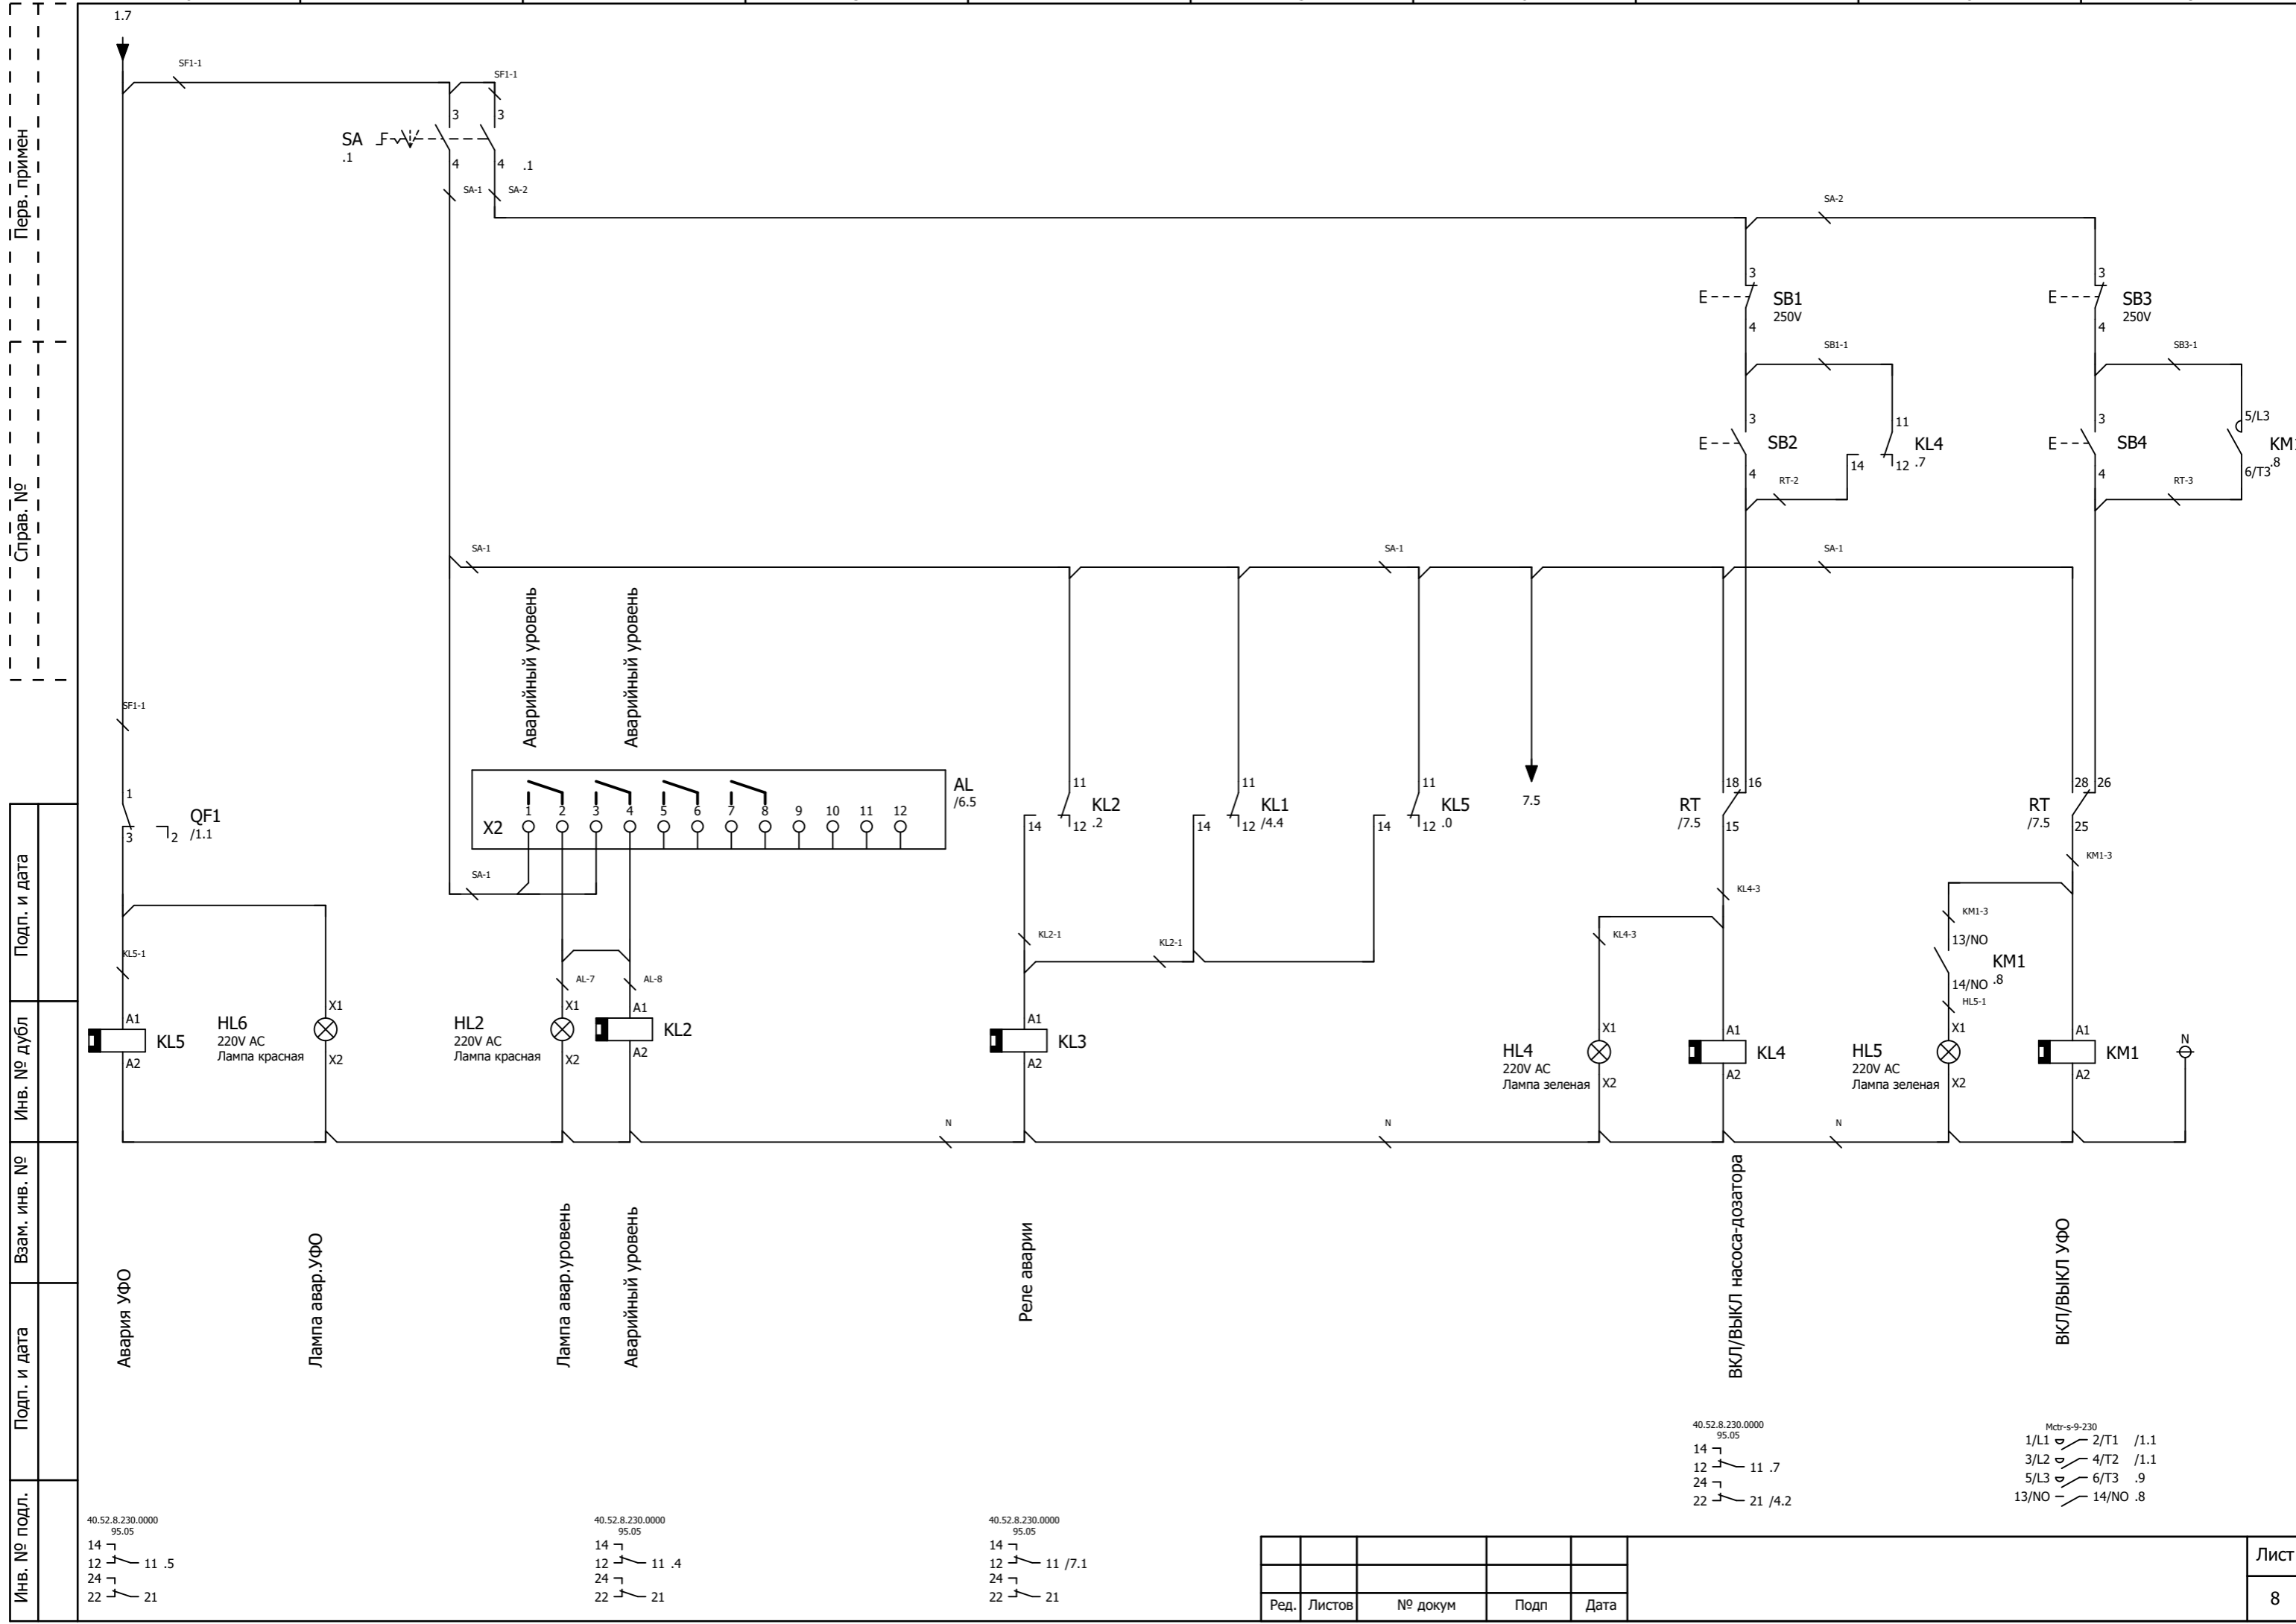 1.7
SF1-1
SF1-1
3
3
SA
.1
4
4
.1
SA-1
SA-2
SA-2
3
SB1
250V
4
3
SB3
250V
4
SB1-1
SB3-1
3
SB2
4
11
KL4
14
12
.7
RT-2
3
SB4
4
5/L3
KM1
.8
6/T3
RT-3
SA-1
SA-1
SA-1
Аварийный уровень
Аварийный уровень
SF1-1
1
QF1
/1.1
3
2
AL
/6.5
X2
1
2
3
4
5
6
7
8
9
10
11
12
SA-1
11
KL2
14
12
.2
11
KL1
14
12
/4.4
11
KL5
14
12
.0
7.5
18
16
RT
/7.5
15
28
26
RT
/7.5
25
KM1-3
KL4-3
KL5-1
KL2-1
KL2-1
KL4-3
KM1-3
13/NO
KM1
.8
14/NO
HL5-1
AL-7
AL-8
A1
KL5
A2
HL6
220V AC
Лампа красная
X1
X2
HL2
220V AC
Лампа красная
X1
X2
A1
KL2
A2
A1
KL3
A2
HL4
220V AC
Лампа зеленая
X1
X2
A1
KL4
A2
HL5
220V AC
Лампа зеленая
X1
X2
A1
KM1
A2
N
N
N
N
Авария УФО
Лампа авар.УФО
Лампа авар.уровень
Аварийный уровень
Реле аварии
ВКЛ/ВЫКЛ насоса-дозатора
ВКЛ/ВЫКЛ УФО
40.52.8.230.0000
95.05
14
12 11 .5
24
22 21
40.52.8.230.0000
95.05
14
12 11 .4
24
22 21
40.52.8.230.0000
95.05
14
12 11 /7.1
24
22 21
40.52.8.230.0000
95.05
14
12 11 .7
24
22 21 /4.2
Mctr-s-9-230
1/L1 2/T1 /1.1
3/L2 4/T2 /1.1
5/L3 6/T3 .9
13/NO 14/NO .8
Перв. примен
Справ. №
Подп. и дата
Инв. № дубл
Взам. инв. №
Подп. и дата
Инв. № подл.
Ред. Листов № докум Подп Дата
Лист
8